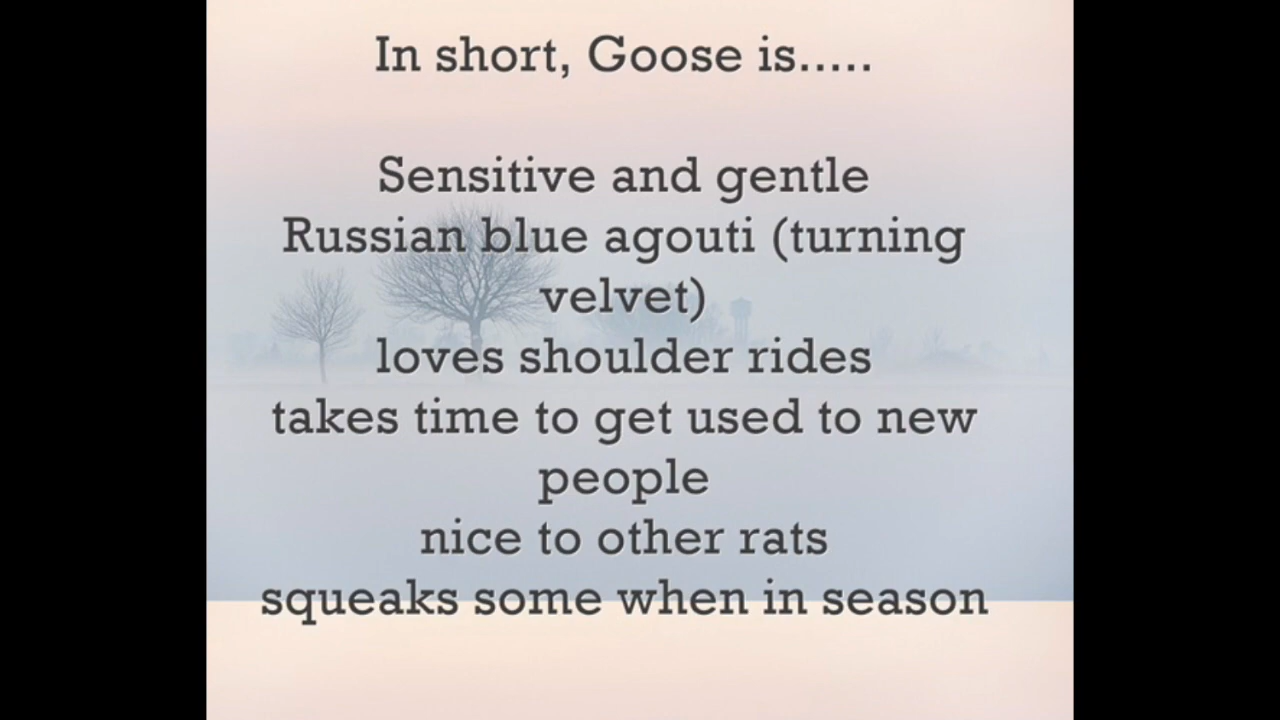 In short, Goose is.....
Sensitive and gentle
Russian blue agouti (turning
velvet)
loves shoulder rides
takes time to get used to new
people
nice to other rats
squeaks some when in season